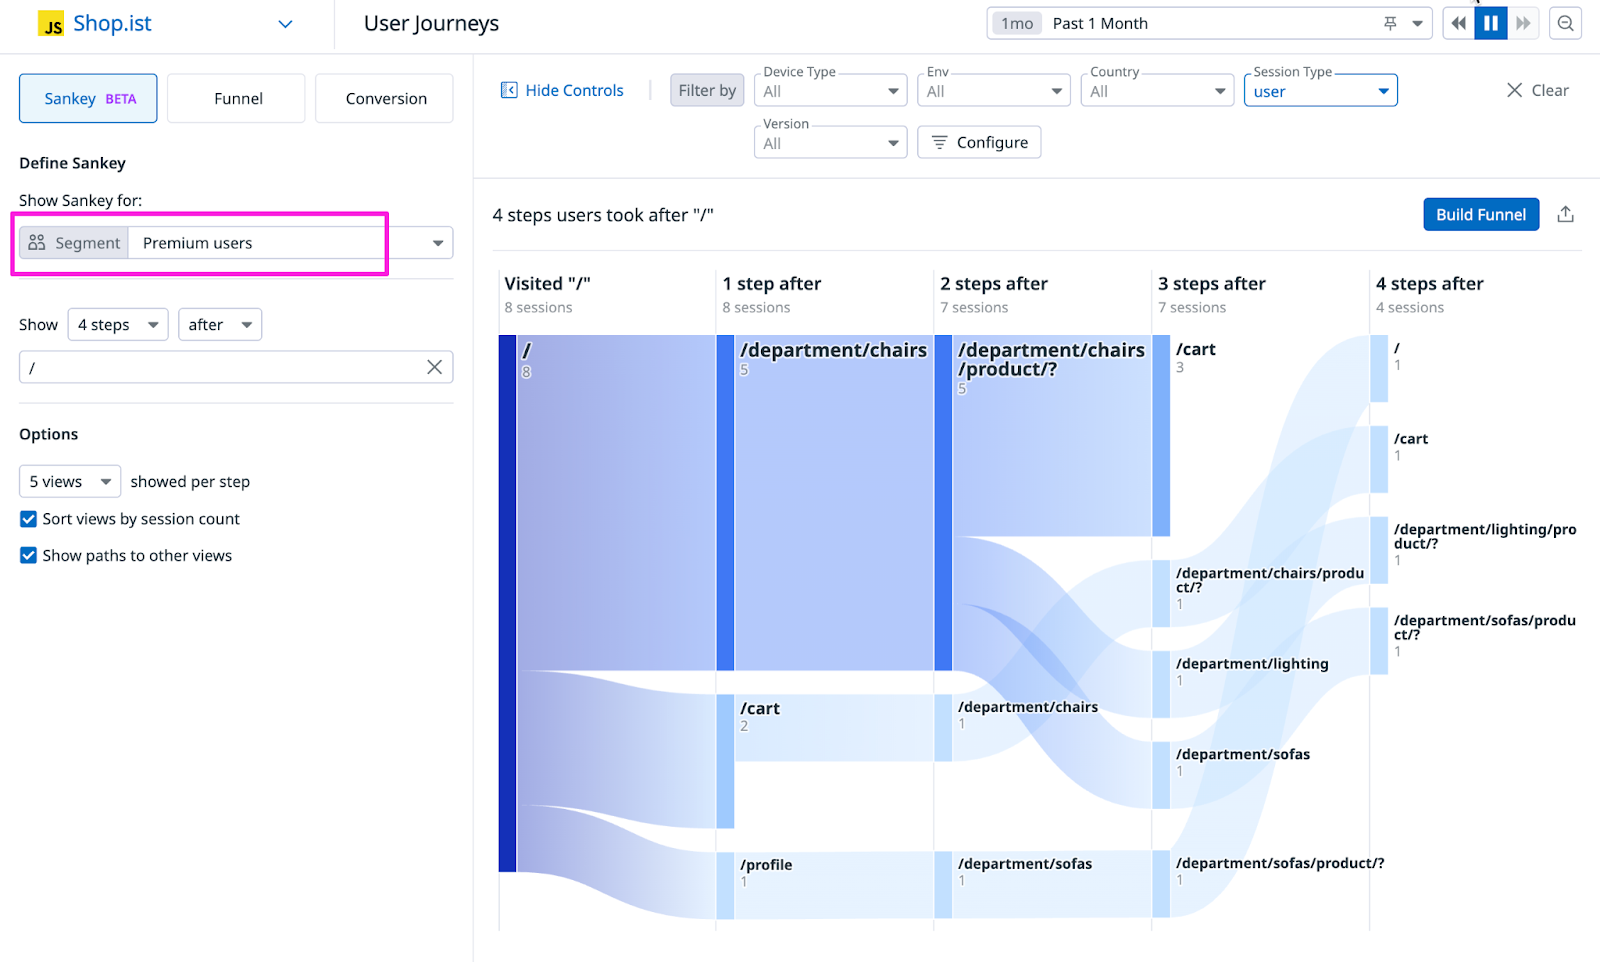 JS Shop.ist
User Journeys
1mo Past 1 Month
Sankey BETA
Funnel
Conversion
Define Sankey
Show Sankey for:
Segment Premium users
Show 4 steps after
/
Options
5 views showed per step
Sort views by session count
Show paths to other views
Hide Controls
Filter by
Device Type
All
Env
All
Country
All
Session Type
user
Clear
Version
All
Configure
4 steps users took after "/"
Build Funnel
Visited "/"
8 sessions
/
8
1 step after
8 sessions
/department/chairs
5
/cart
2
/profile
1
2 steps after
7 sessions
/department/chairs
/product/?
5
/department/chairs
1
/department/sofas
1
3 steps after
7 sessions
/cart
3
/department/chairs/produ
ct/?
1
/department/lighting
1
/department/sofas
1
/department/sofas/product/?
1
4 steps after
4 sessions
/
1
/cart
1
/department/lighting/pro
duct/?
1
/department/sofas/produ
ct/?
1